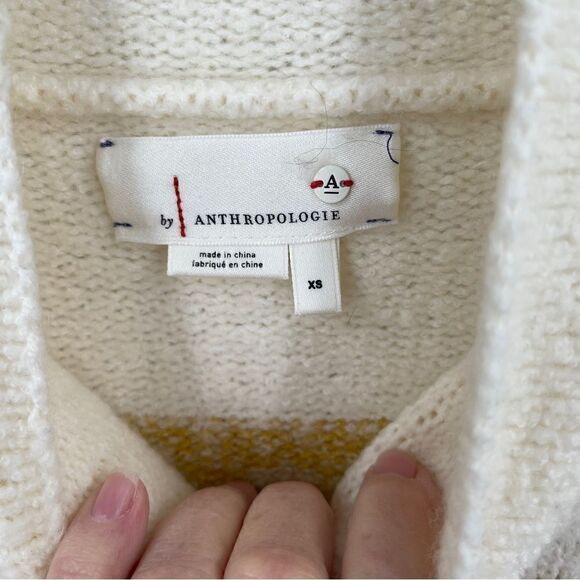 A
by ANTHROPOLOGIE
made in china
fabriqué en chine
XS